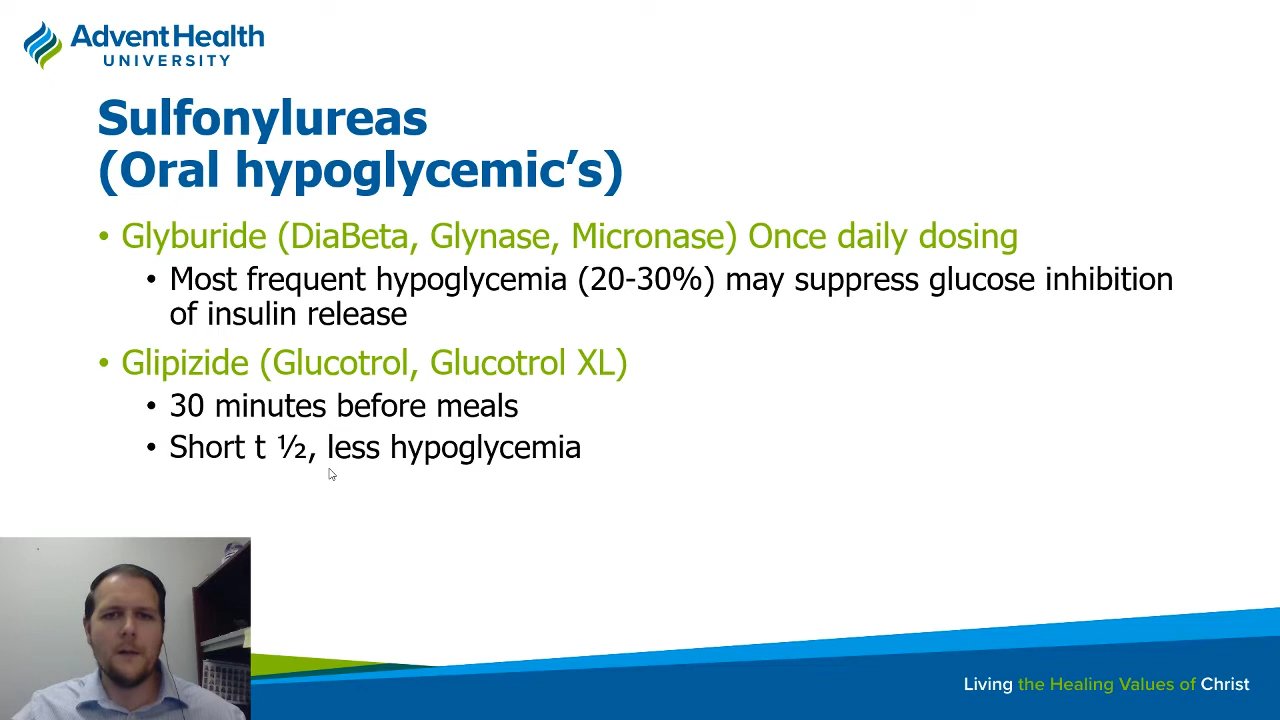 AdventHealth
UNIVERSITY
Sulfonylureas
(Oral hypoglycemic’s)
• Glyburide (DiaBeta, Glynase, Micronase) Once daily dosing
• Most frequent hypoglycemia (20-30%) may suppress glucose inhibition
of insulin release
• Glipizide (Glucotrol, Glucotrol XL)
• 30 minutes before meals
• Short t ½, less hypoglycemia
Living the Healing Values of Christ